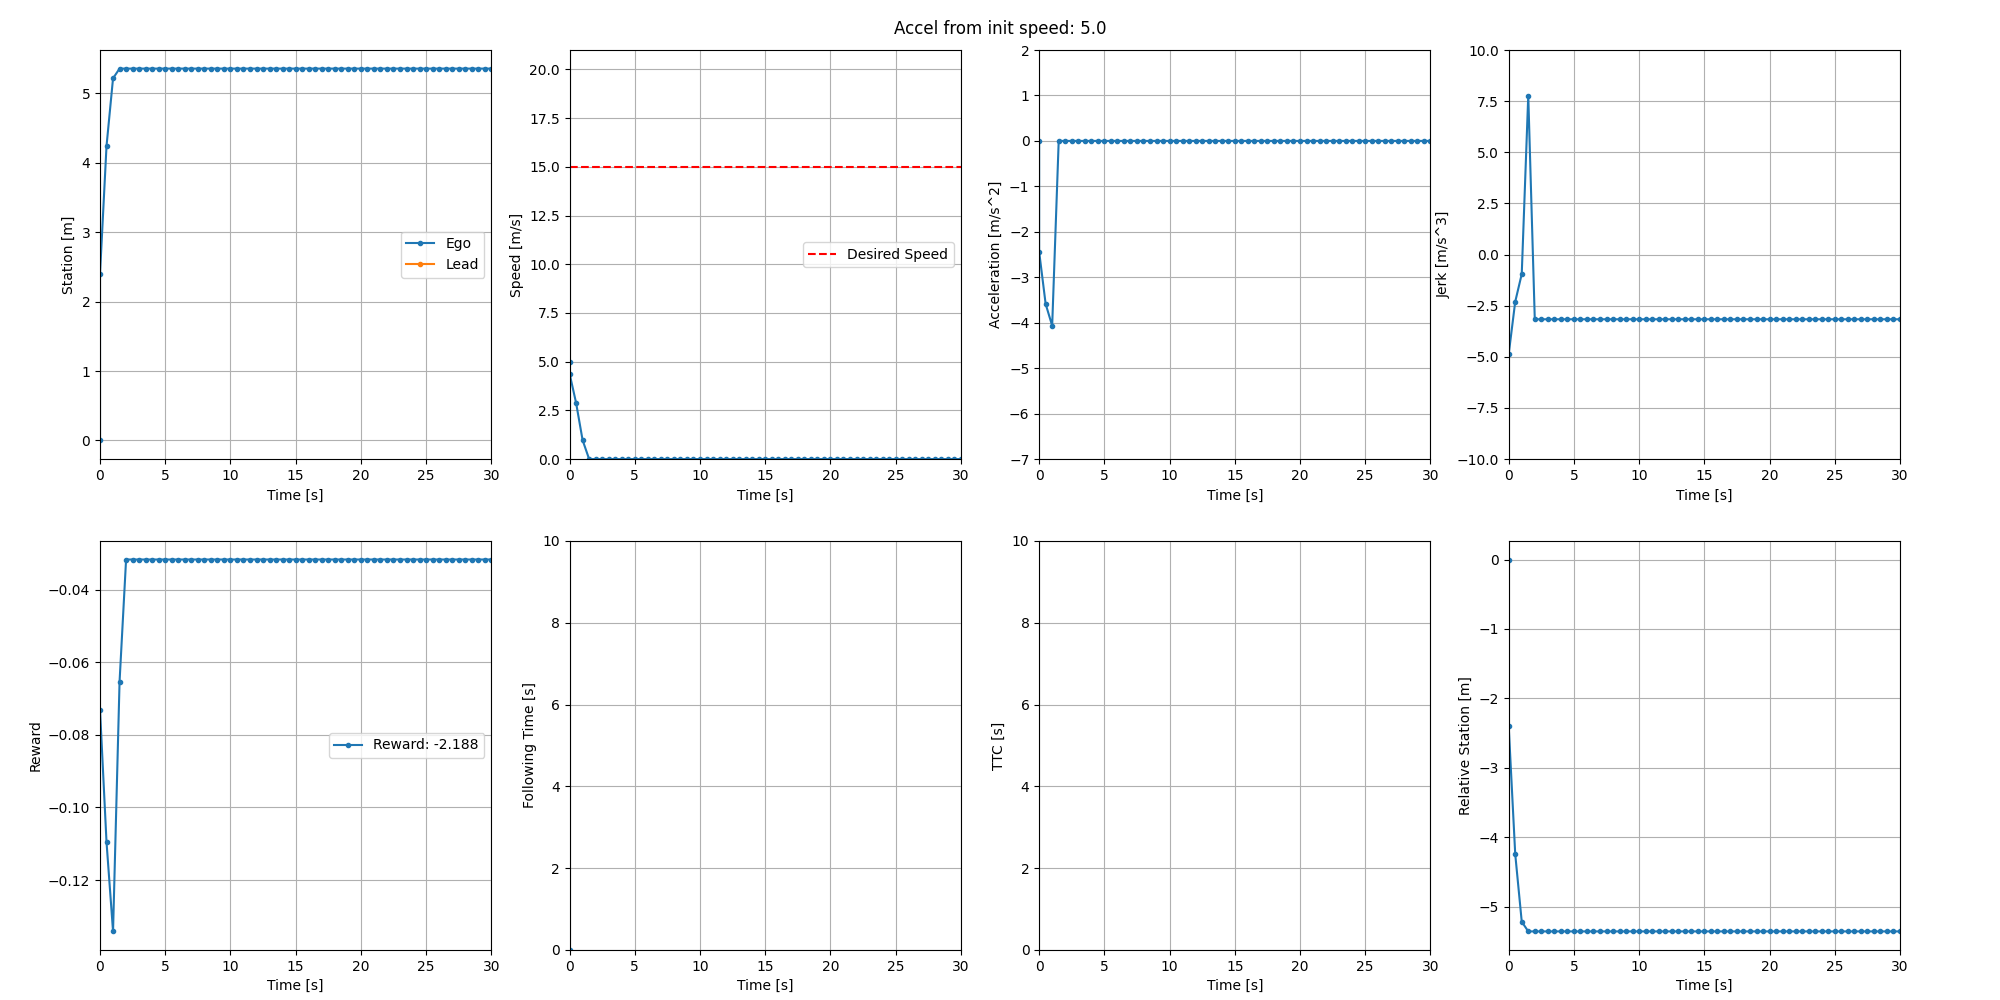 Accel from init speed: 5.0
Station [m]
5
4
3
2
1
0
0 5 10 15 20 25 30
Time [s]
Ego
Lead
Speed [m/s]
20.0
17.5
15.0
12.5
10.0
7.5
5.0
2.5
0.0
0 5 10 15 20 25 30
Time [s]
Desired Speed
Acceleration [m/s^2]
2
1
0
−1
−2
−3
−4
−5
−6
−7
0 5 10 15 20 25 30
Time [s]
Jerk [m/s^3]
10.0
7.5
5.0
2.5
0.0
−2.5
−5.0
−7.5
−10.0
0 5 10 15 20 25 30
Time [s]
Reward
−0.04
−0.06
−0.08
−0.10
−0.12
0 5 10 15 20 25 30
Time [s]
Reward: -2.188
Following Time [s]
10
8
6
4
2
0
0 5 10 15 20 25 30
Time [s]
TTC [s]
10
8
6
4
2
0
0 5 10 15 20 25 30
Time [s]
Relative Station [m]
0
−1
−2
−3
−4
−5
0 5 10 15 20 25 30
Time [s]